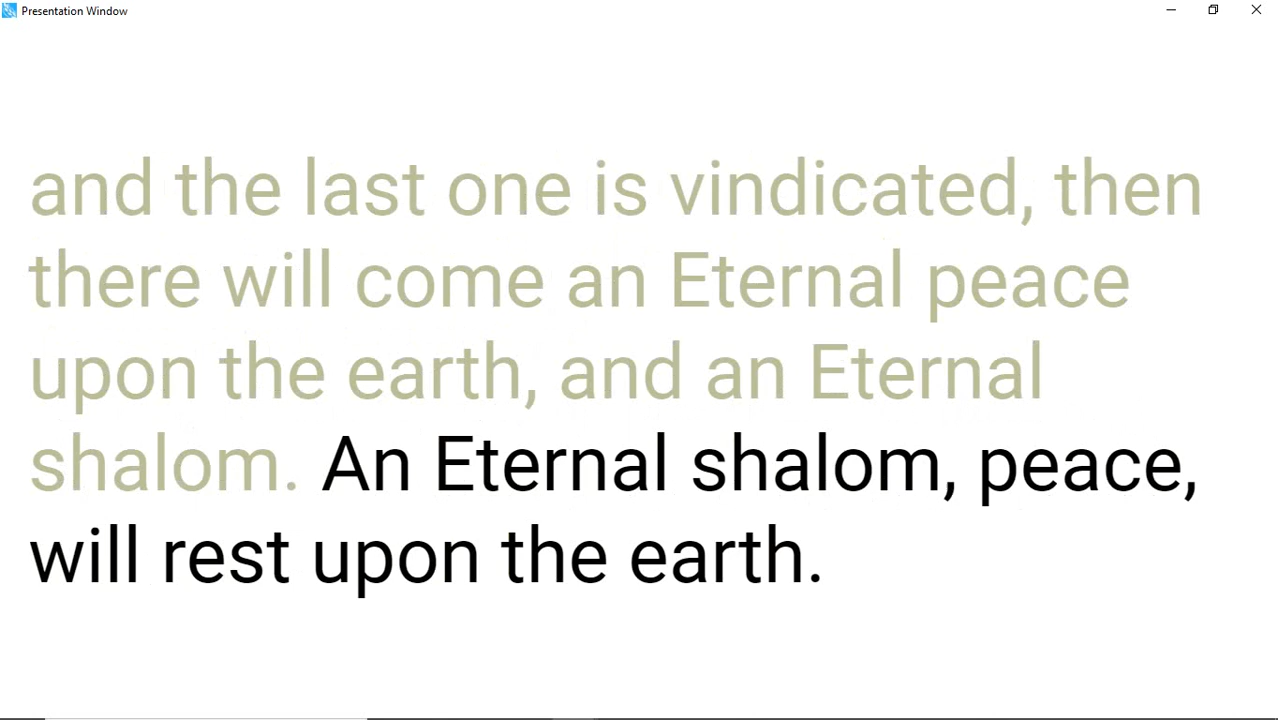 Presentation Window
and the last one is vindicated, then
there will come an Eternal peace
upon the earth, and an Eternal
shalom. An Eternal shalom, peace,
will rest upon the earth.